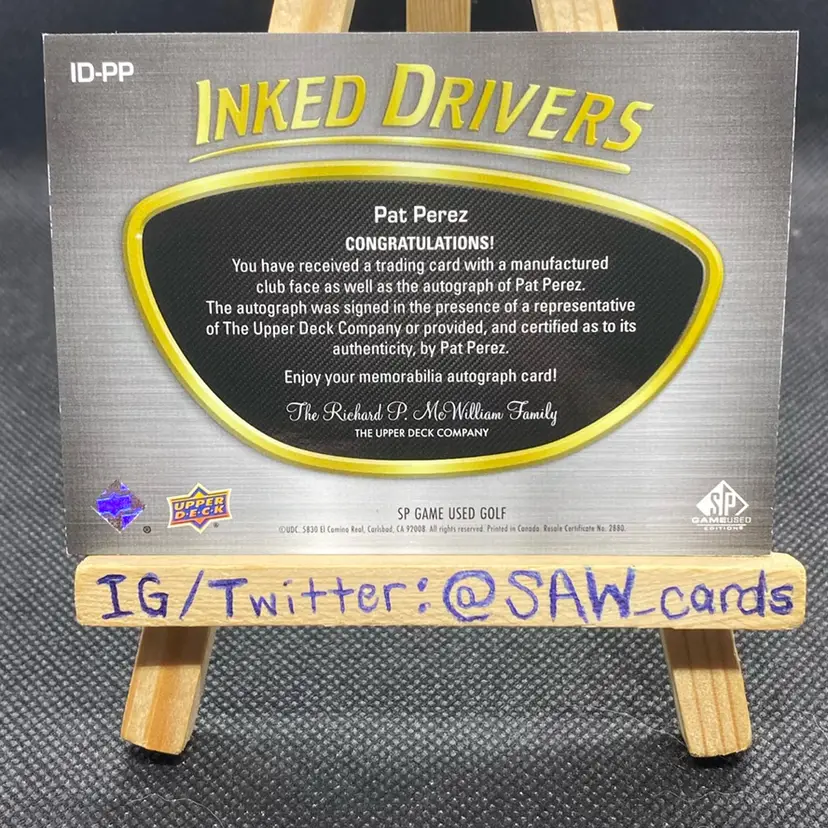 ID-PP
INKED DRIVERS
Pat Perez
CONGRATULATIONS!
You have received a trading card with a manufactured
club face as well as the autograph of Pat Perez.
The autograph was signed in the presence of a representative
of The Upper Deck Company or provided, and certified as to its
authenticity, by Pat Perez.
Enjoy your memorabilia autograph card!
The Richard P. McWilliam Family
THE UPPER DECK COMPANY
UPPER
D·E·C·K
SP GAME USED GOLF
©UDC. 5830 El Camino Real, Carlsbad, CA 92008. All rights reserved. Printed in Canada. Resale Certificate No. 2880.
SP
GAMEUSED
EDITION®
IG/Twitter:@SAW_cards